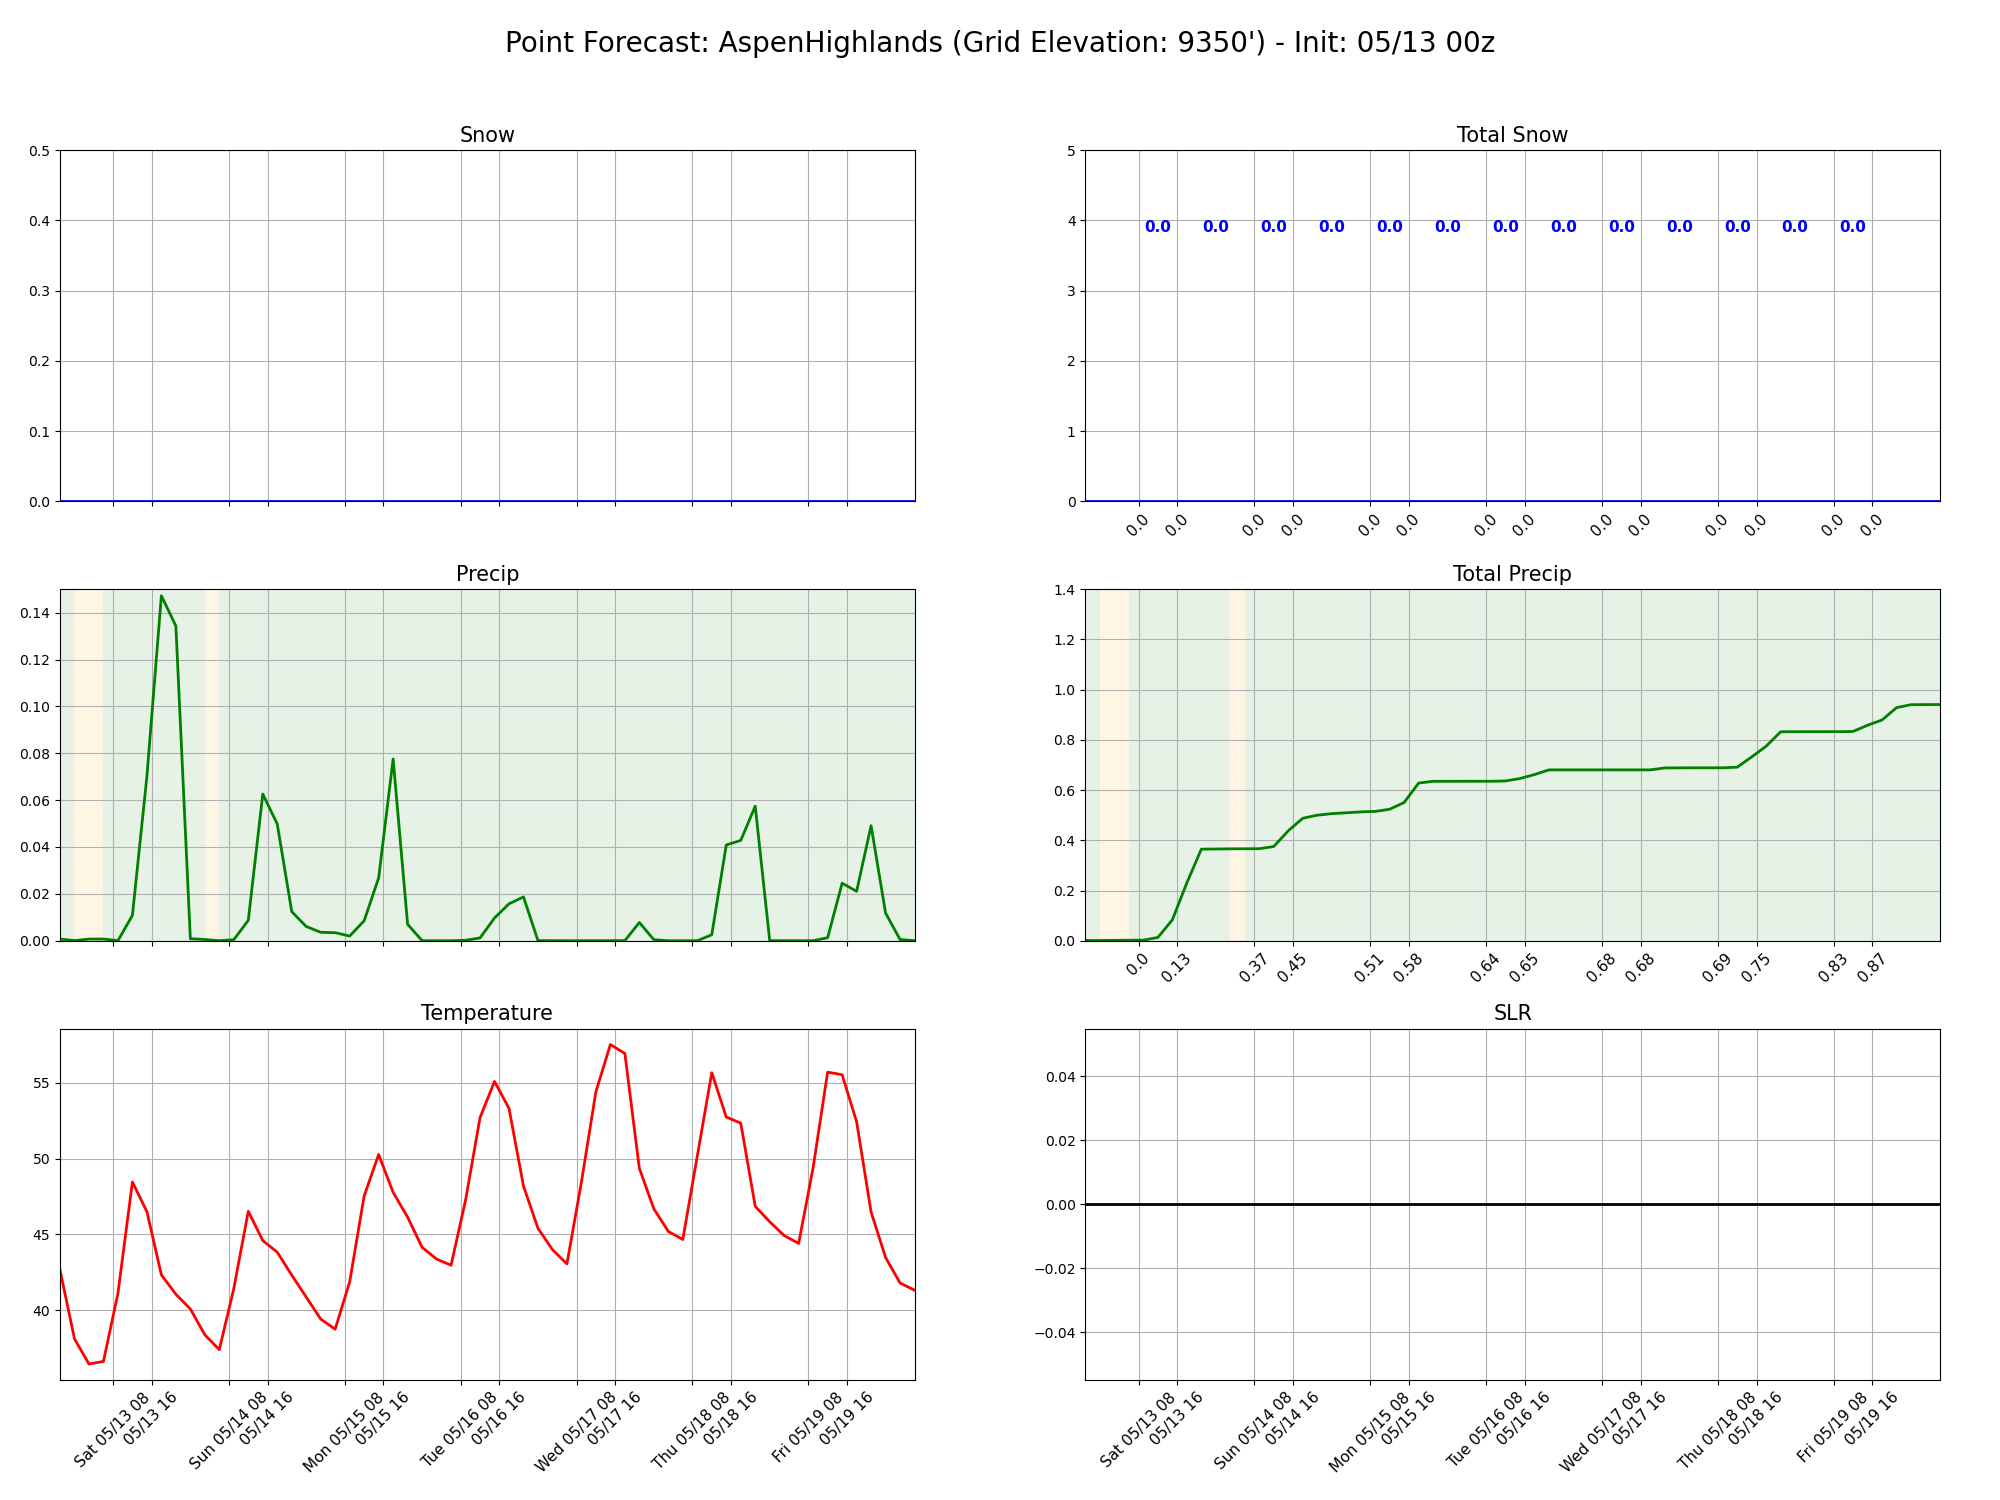 Point Forecast: AspenHighlands (Grid Elevation: 9350') - Init: 05/13 00z
Snow
0.5
0.4
0.3
0.2
0.1
0.0
Total Snow
5
4
3
2
1
0
0.0 0.0 0.0 0.0 0.0 0.0 0.0 0.0 0.0 0.0 0.0 0.0 0.0
0.0 0.0 0.0 0.0 0.0 0.0 0.0 0.0 0.0 0.0 0.0 0.0 0.0 0.0
Precip
0.14
0.12
0.10
0.08
0.06
0.04
0.02
0.00
Total Precip
1.4
1.2
1.0
0.8
0.6
0.4
0.2
0.0
0.0 0.13 0.37 0.45 0.51 0.58 0.64 0.65 0.68 0.68 0.69 0.75 0.83 0.87
Temperature
55
50
45
40
Sat 05/13 08
05/13 16
Sun 05/14 08
05/14 16
Mon 05/15 08
05/15 16
Tue 05/16 08
05/16 16
Wed 05/17 08
05/17 16
Thu 05/18 08
05/18 16
Fri 05/19 08
05/19 16
SLR
0.04
0.02
0.00
−0.02
−0.04
Sat 05/13 08
05/13 16
Sun 05/14 08
05/14 16
Mon 05/15 08
05/15 16
Tue 05/16 08
05/16 16
Wed 05/17 08
05/17 16
Thu 05/18 08
05/18 16
Fri 05/19 08
05/19 16